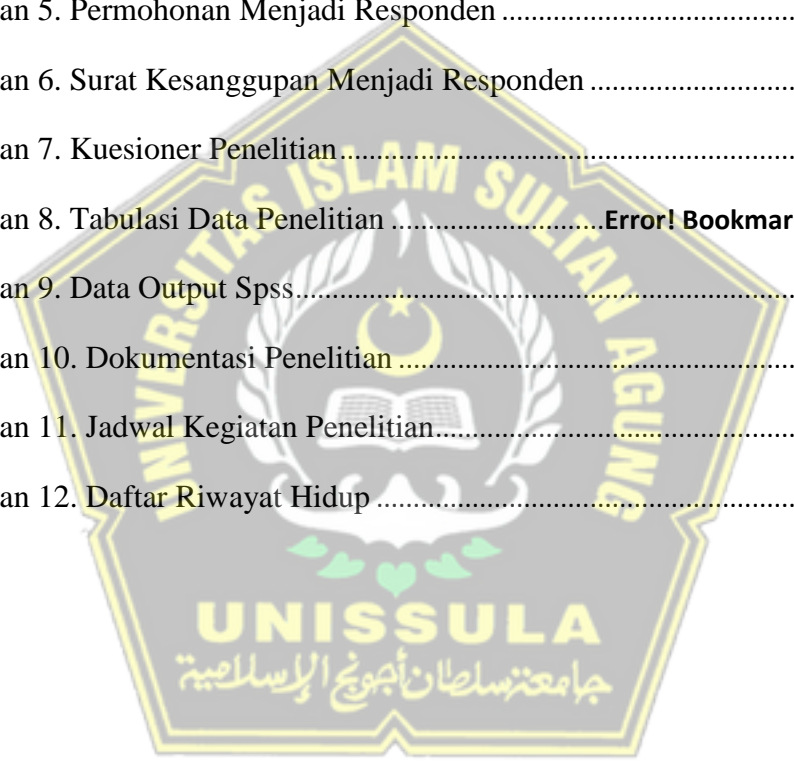 an 5. Permohonan Menjadi Responden ..........................................
an 6. Surat Kesanggupan Menjadi Responden .............................
an 7. Kuesioner Penelitian..................................................................
an 8. Tabulasi Data Penelitian ..............................Error! Bookmar
an 9. Data Output Spss........................................................................
an 10. Dokumentasi Penelitian .........................................................
an 11. Jadwal Kegiatan Penelitian....................................................
an 12. Daftar Riwayat Hidup ............................................................
UNIVERSITAS ISLAM SULTAN AGUNG
UNISSULA
جامعة سلطان أجونج الإسلامية